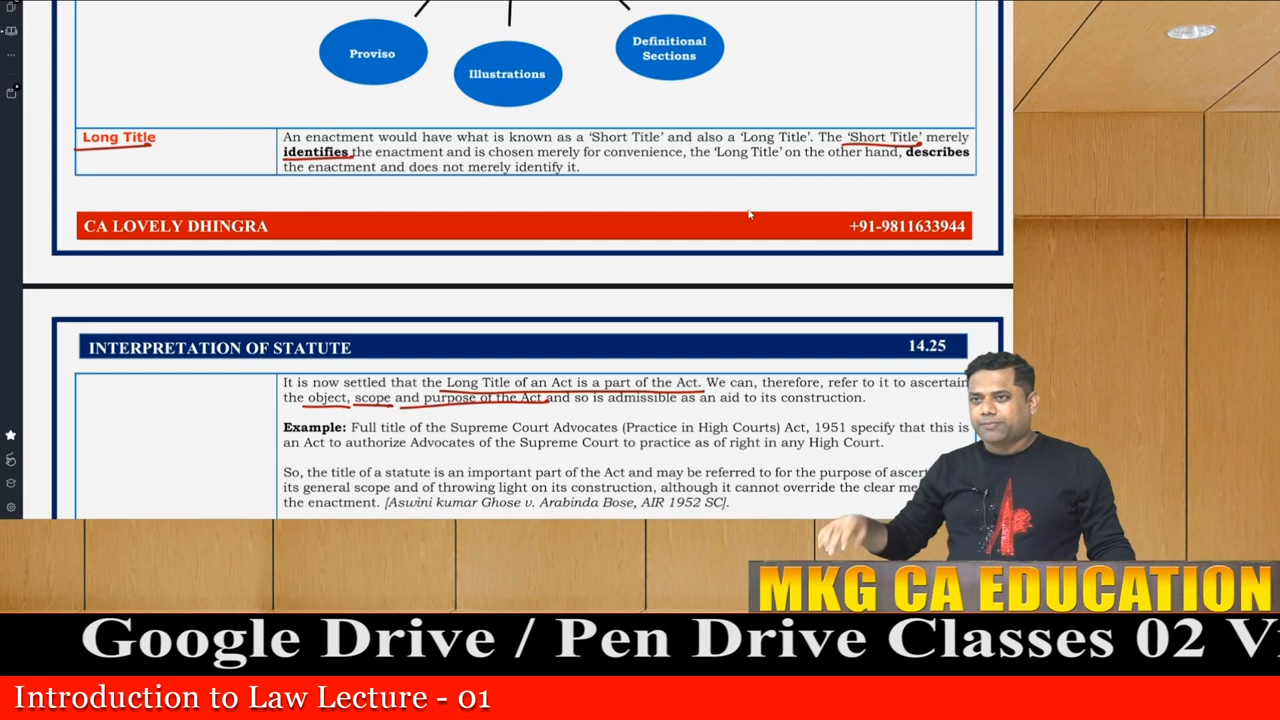 Proviso
Illustrations
Definitional
Sections
Long Title
An enactment would have what is known as a 'Short Title' and also a 'Long Title'. The 'Short Title' merely
identifies the enactment and is chosen merely for convenience, the 'Long Title' on the other hand, describes
the enactment and does not merely identify it.
CA LOVELY DHINGRA
+91-9811633944
INTERPRETATION OF STATUTE
14.25
It is now settled that the Long Title of an Act is a part of the Act. We can, therefore, refer to it to ascertain
the object, scope and purpose of the Act and so is admissible as an aid to its construction.
Example: Full title of the Supreme Court Advocates (Practice in High Courts) Act, 1951 specify that this is
an Act to authorize Advocates of the Supreme Court to practice as of right in any High Court.
So, the title of a statute is an important part of the Act and may be referred to for the purpose of
its general scope and of throwing light on its construction, although it cannot override the clear
the enactment. [Aswini kumar Ghose v. Arabinda Bose, AIR 1952 SC].
MKG CA EDUCATION
Google Drive / Pen Drive Classes 02
Introduction to Law Lecture - 01